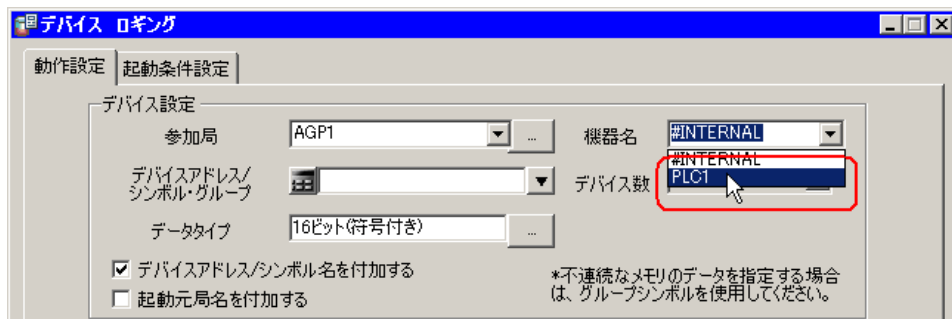 デバイス ロギング
動作設定 起動条件設定
デバイス設定
参加局 AGP1 ... 機器名 #INTERNAL
#INTERNAL
デバイスアドレス/
シンボル・グループ デバイス数 PLC1
データタイプ 16ビット(符号付き) ...
デバイスアドレス/シンボル名を付加する
起動元局名を付加する
*不連続なメモリのデータを指定する場合
は、グループシンボルを使用してください。